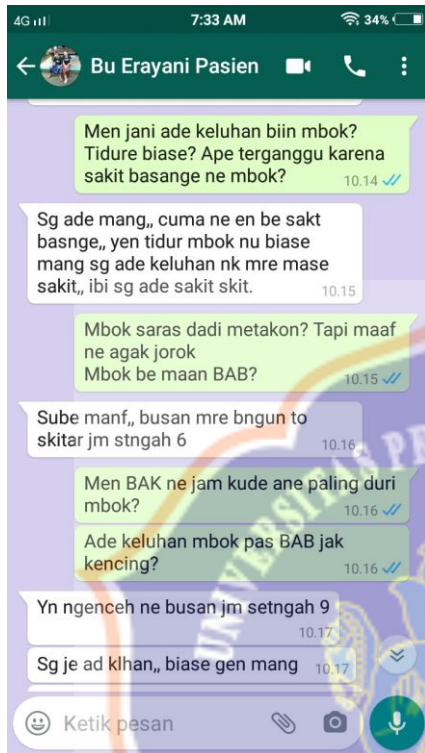 4G 7:33 AM 34%
Bu Erayani Pasien
Men jani ade keluhan biin mbok?
Tidure biase? Ape terganggu karena
sakit basange ne mbok?
10.14
Sg ade mang,, cuma ne en be sakt
basnge,, yen tidur mbok nu biase
mang sg ade keluhan nk mre mase
sakit,, ibi sg ade sakit skit.
10.15
Mbok saras dadi metakon? Tapi maaf
ne agak jorok
Mbok be maan BAB?
10.15
Sube manf,, busan mre bngun to
skitar jm stngah 6
10.16
Men BAK ne jam kude ane paling duri
mbok?
10.16
Ade keluhan mbok pas BAB jak
kencing?
10.16
Yn ngenceh ne busan jm setngah 9
10.17
Sg je ad klhan,, biase gen mang
10.17
Ketik pesan